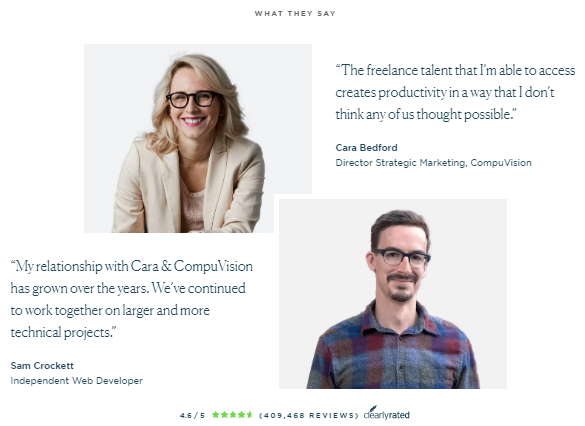 WHAT THEY SAY
“The freelance talent that I’m able to access
creates productivity in a way that I don’t
think any of us thought possible.”
Cara Bedford
Director Strategic Marketing, CompuVision
“My relationship with Cara & CompuVision
has grown over the years. We’ve continued
to work together on larger and more
technical projects.”
Sam Crockett
Independent Web Developer
4.6/5 (409,468 REVIEWS) clearlyrated